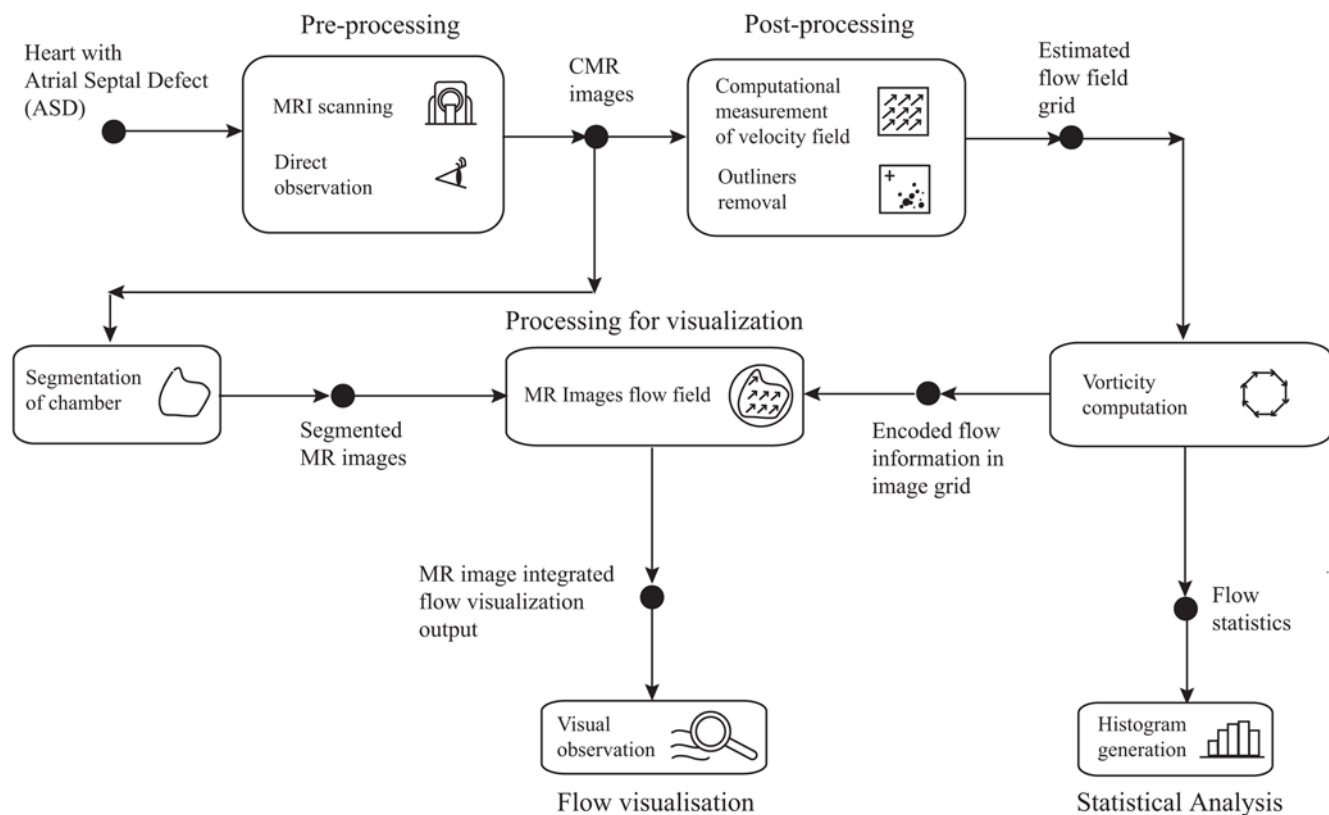 Pre-processing
Post-processing
Heart with
Atrial Septal Defect
(ASD)
MRI scanning
Direct
observation
CMR
images
Computational
measurement
of velocity field
Outliners
removal
Estimated
flow field
grid
Segmentation
of chamber
Segmented
MR images
Processing for visualization
MR Images flow field
Encoded flow
information in
image grid
Vorticity
computation
MR image integrated
flow visualization
output
Flow
statistics
Visual
observation
Flow visualisation
Histogram
generation
Statistical Analysis